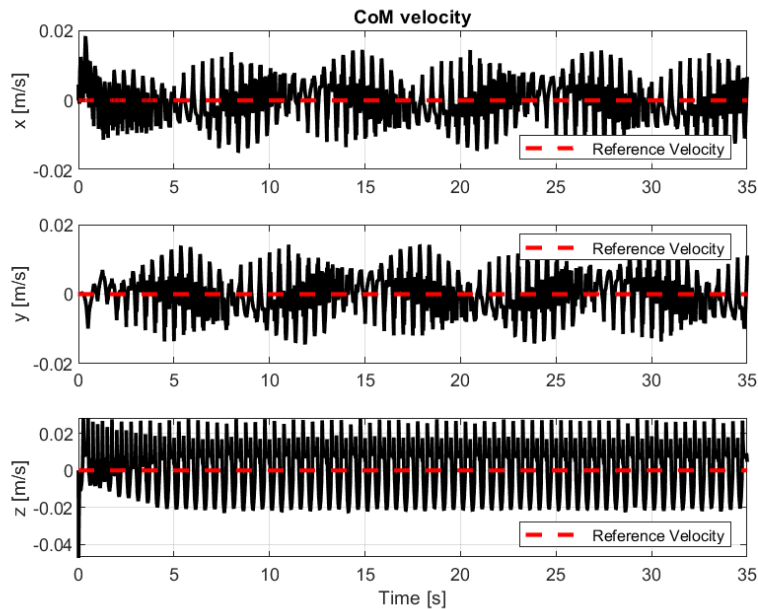 CoM velocity
0.02
0
-0.02
x [m/s]
Reference Velocity
0 5 10 15 20 25 30 35
0.02
0
-0.02
y [m/s]
Reference Velocity
0 5 10 15 20 25 30 35
0.02
0
-0.02
-0.04
z [m/s]
Reference Velocity
0 5 10 15 20 25 30 35
Time [s]